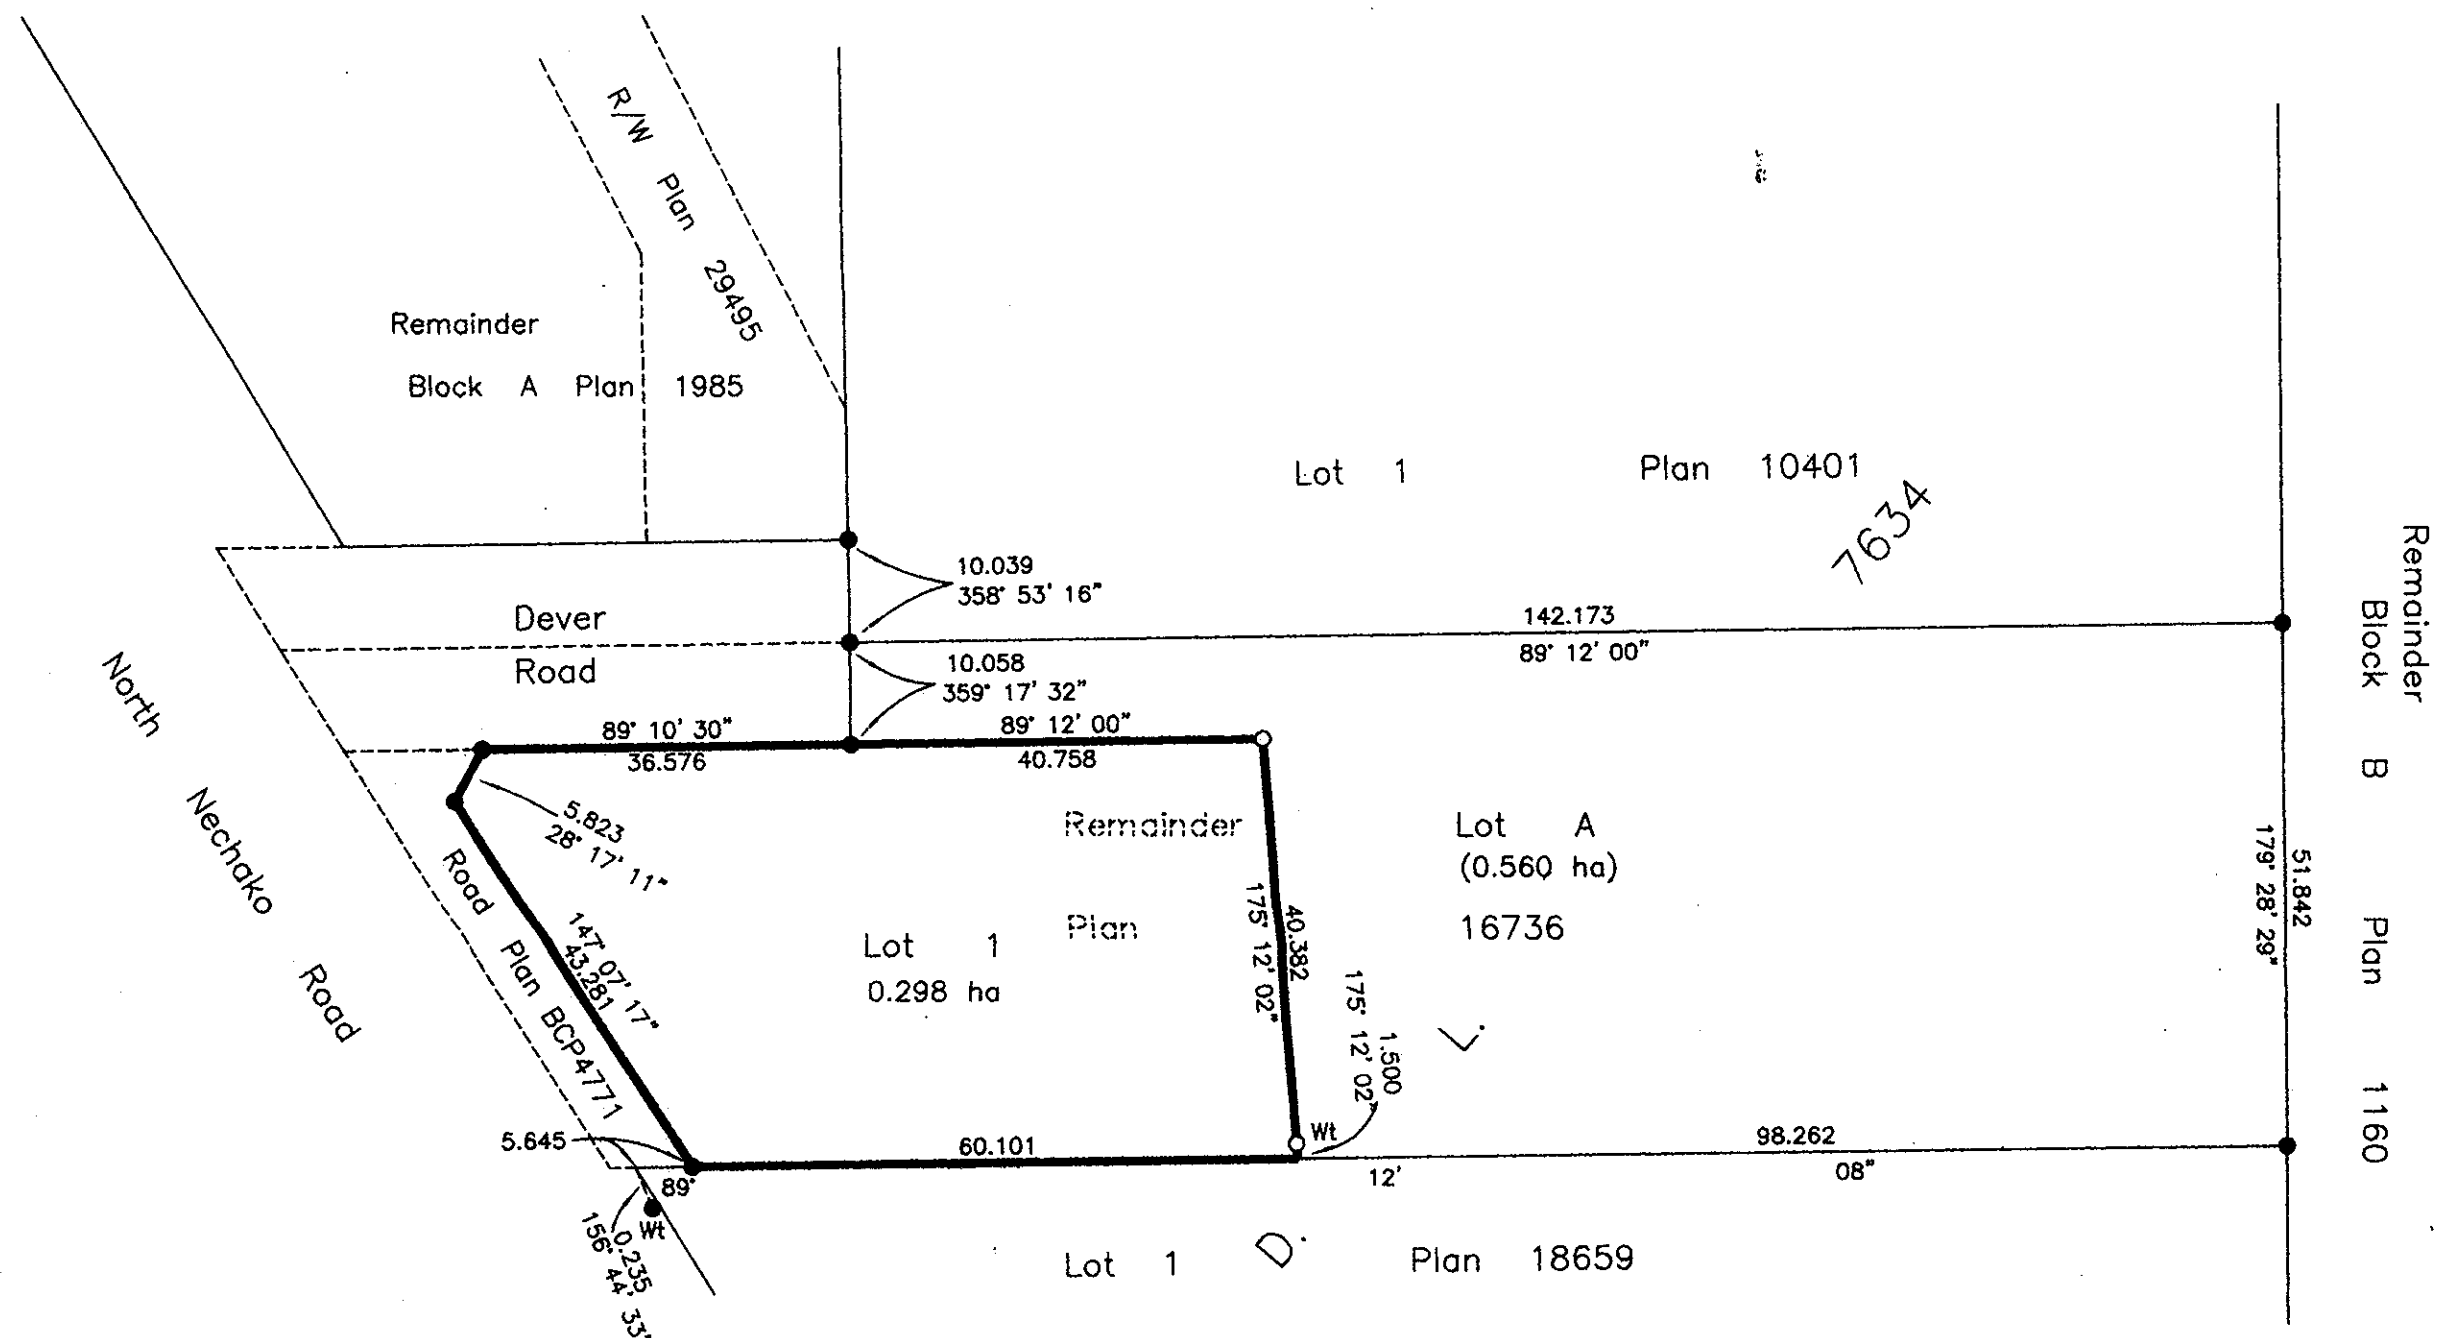 R/W Plan 29495
Remainder
Block A Plan 1985
Lot 1 Plan 10401
7634
Remainder
Block B Plan 1160
10.039
358° 53' 16"
Dever
Road
142.173
89° 12' 00"
10.058
359° 17' 32"
89° 10' 30"
36.576
89° 12' 00"
40.758
North Nechako Road
5.823
28° 17' 11"
Remainder
Plan
Lot A
(0.560 ha)
16736
51.842
179° 28' 29"
Road Plan BCP4771
147° 07' 17"
43.281
Lot 1
0.298 ha
40.382
175° 12' 02"
1.500
175° 12' 02"
L.
Wt
5.645
60.101
98.262
89° 12' 08"
Wt
0.235
156° 44' 33"
D.
Lot 1 Plan 18659